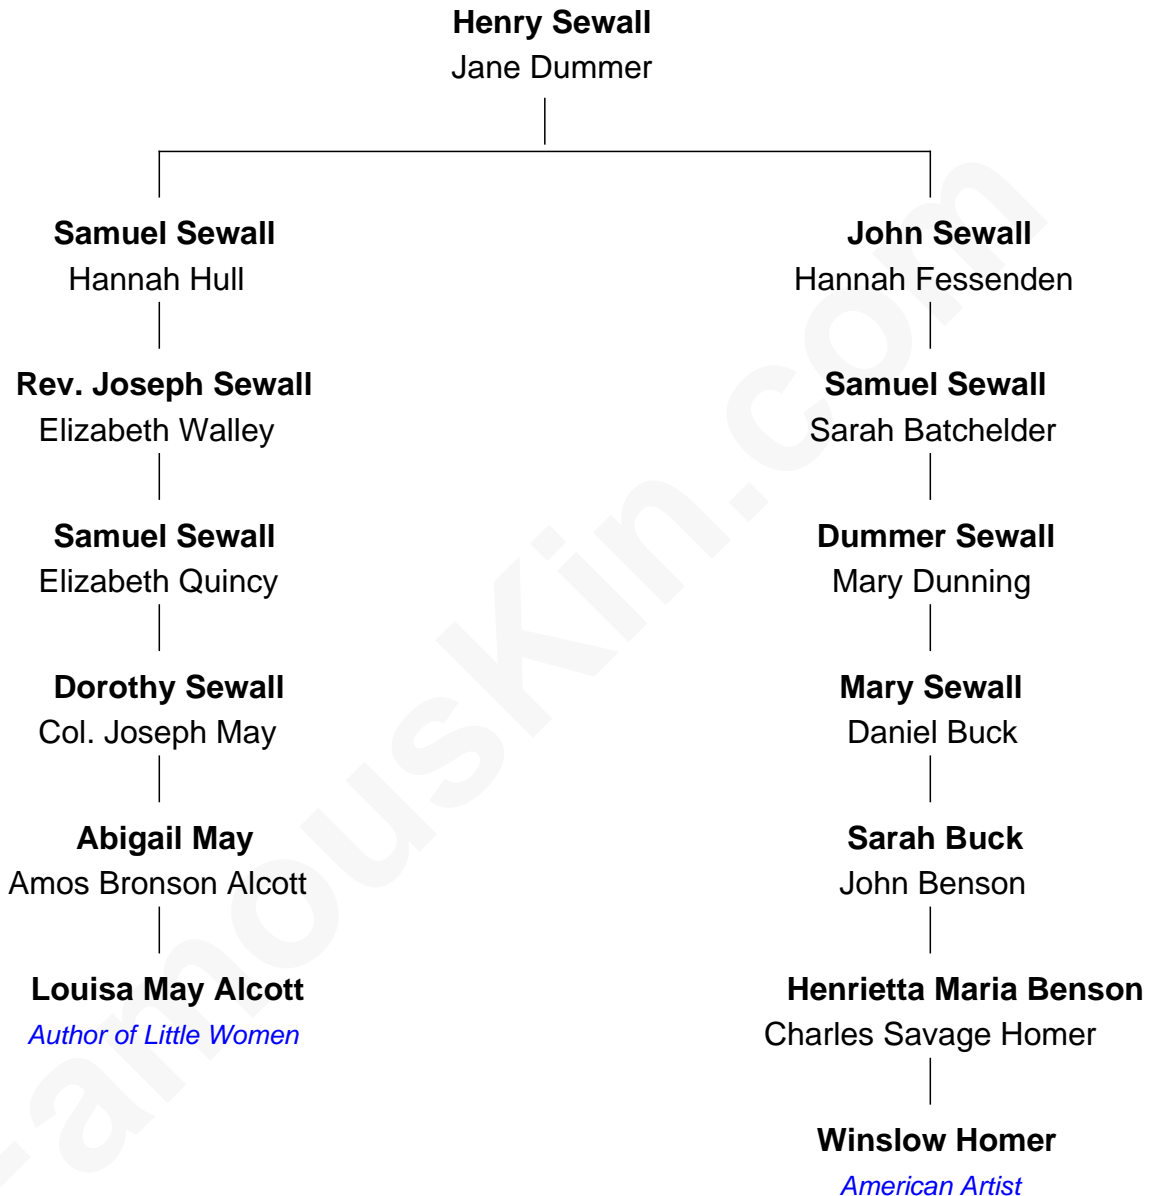 Henry Sewall
Jane Dummer
Samuel Sewall
Hannah Hull
Rev. Joseph Sewall
Elizabeth Walley
Samuel Sewall
Elizabeth Quincy
Dorothy Sewall
Col. Joseph May
Abigail May
Amos Bronson Alcott
Louisa May Alcott
Author of Little Women
John Sewall
Hannah Fessenden
Samuel Sewall
Sarah Batchelder
Dummer Sewall
Mary Dunning
Mary Sewall
Daniel Buck
Sarah Buck
John Benson
Henrietta Maria Benson
Charles Savage Homer
Winslow Homer
American Artist
FamousKin.com